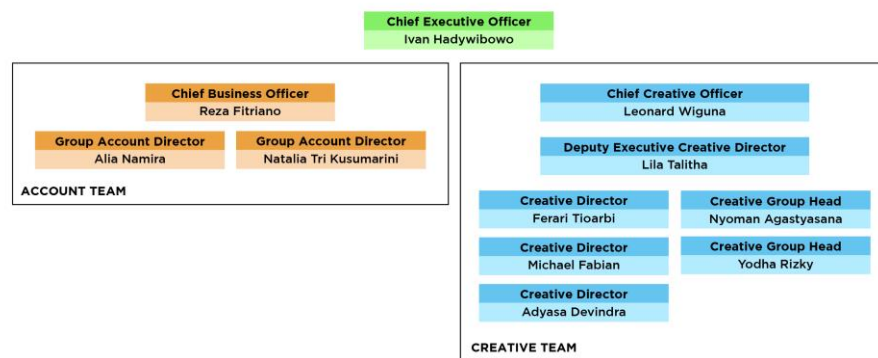 Chief Executive Officer
Ivan Hadywibowo
Chief Business Officer
Reza Fitriano
Group Account Director
Alia Namira
Group Account Director
Natalia Tri Kusumarini
ACCOUNT TEAM
Chief Creative Officer
Leonard Wiguna
Deputy Executive Creative Director
Lila Talitha
Creative Director
Ferari Tioarbi
Creative Group Head
Nyoman Agastyasana
Creative Director
Michael Fabian
Creative Group Head
Yodha Rizky
Creative Director
Adyasa Devindra
CREATIVE TEAM